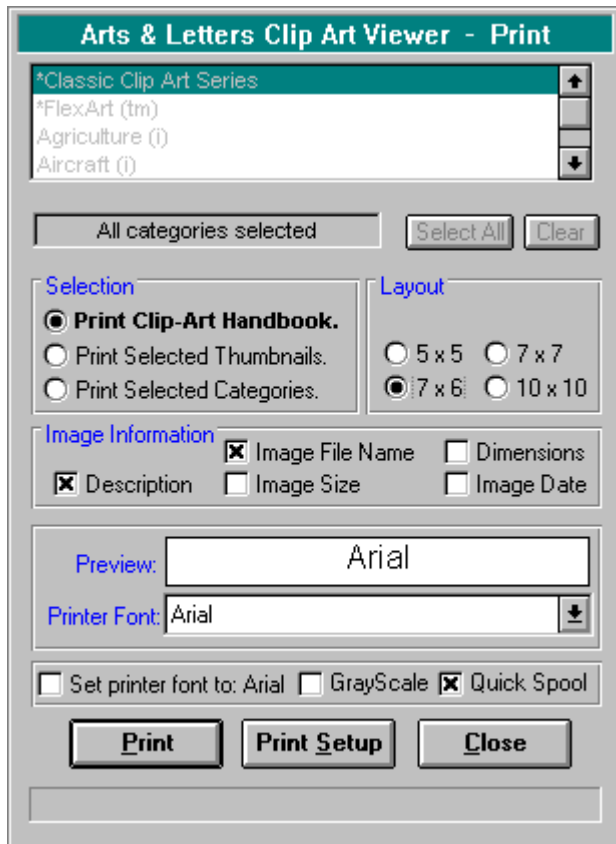 Arts & Letters Clip Art Viewer - Print
*Classic Clip Art Series
*FlexArt (tm)
Agriculture (i)
Aircraft (i)
All categories selected Select All Clear
Selection Layout
Print Clip-Art Handbook.
Print Selected Thumbnails. 5 x 5 7 x 7
Print Selected Categories. 7 x 6 10 x 10
Image Information
Image File Name Dimensions
Description Image Size Image Date
Preview: Arial
Printer Font: Arial
Set printer font to: Arial GrayScale Quick Spool
Print Print Setup Close